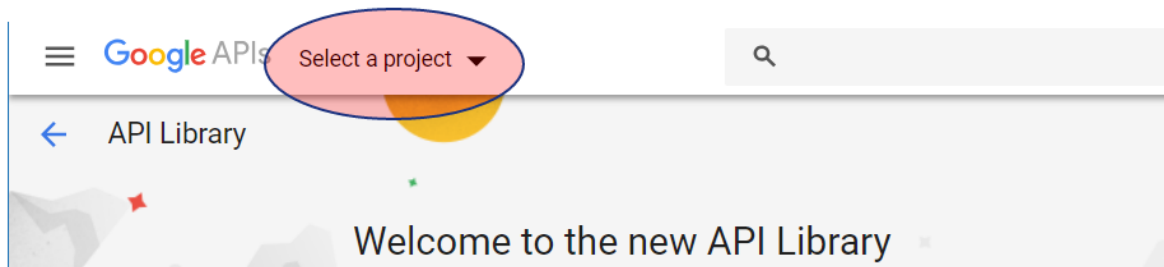 Google APIs Select a project
API Library
Welcome to the new API Library